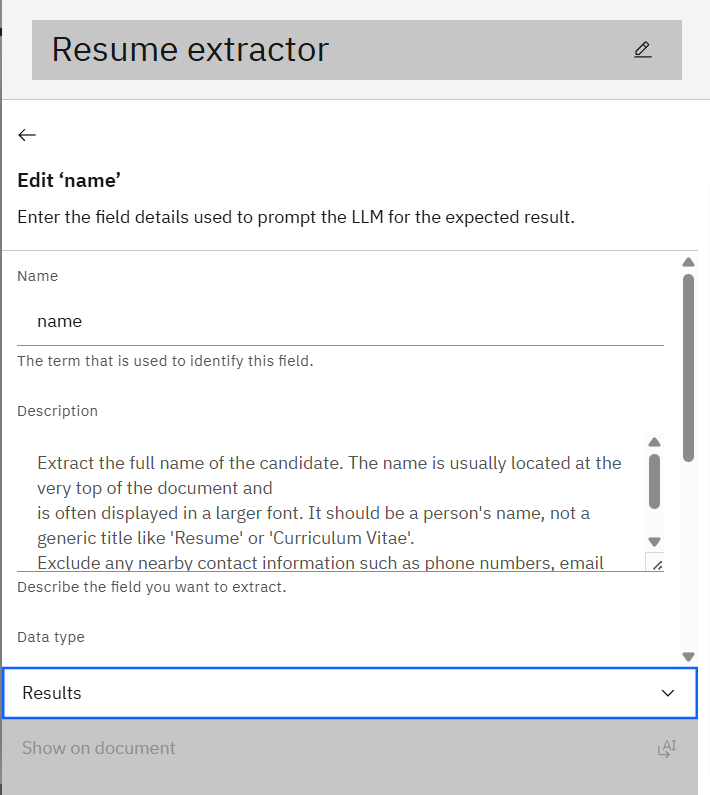 Resume extractor
Edit ‘name’
Enter the field details used to prompt the LLM for the expected result.
Name
name
The term that is used to identify this field.
Description
Extract the full name of the candidate. The name is usually located at the
very top of the document and
is often displayed in a larger font. It should be a person's name, not a
generic title like 'Resume' or 'Curriculum Vitae'.
Exclude any nearby contact information such as phone numbers, email
Describe the field you want to extract.
Data type
Results
Show on document
AI